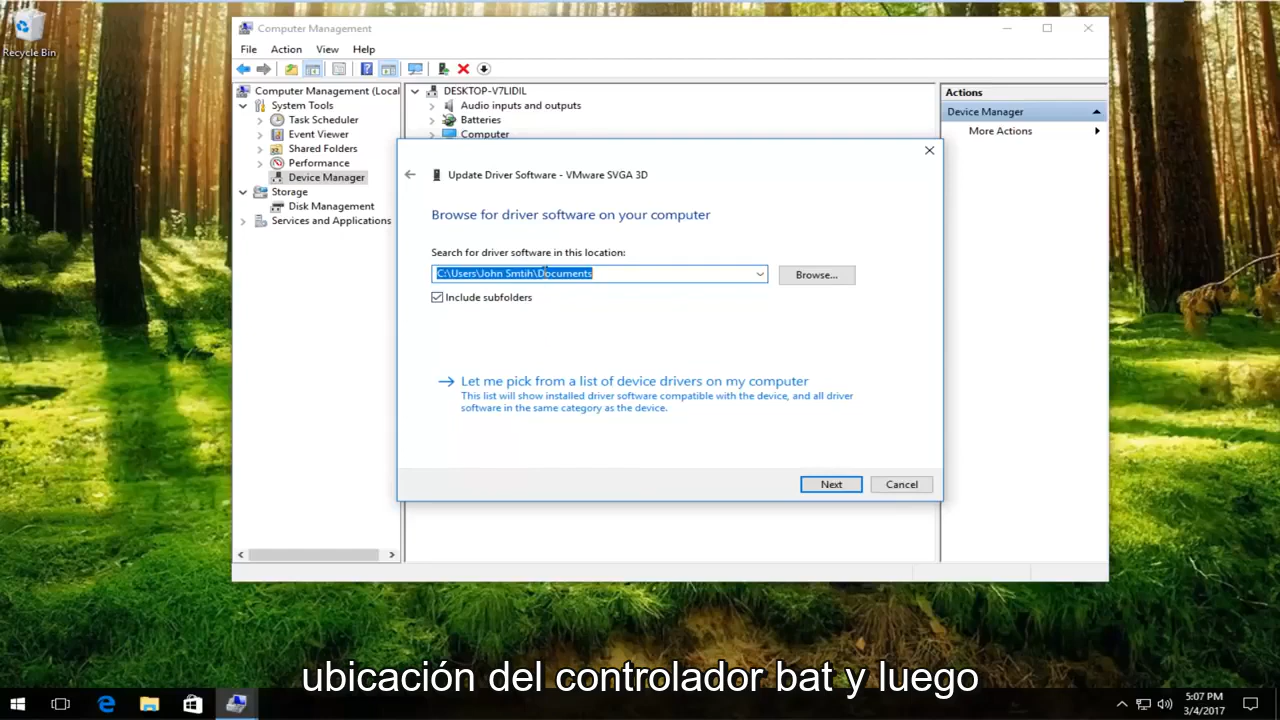 Recycle Bin
Computer Management
File Action View Help
Computer Management (Local
System Tools
Task Scheduler
Event Viewer
Shared Folders
Performance
Device Manager
Storage
Disk Management
Services and Applications
DESKTOP-V7LIDIL
Audio inputs and outputs
Batteries
Computer
Actions
Device Manager
More Actions
Update Driver Software - VMware SVGA 3D
Browse for driver software on your computer
Search for driver software in this location:
C:\Users\John Smtih\Documents
Browse...
Include subfolders
Let me pick from a list of device drivers on my computer
This list will show installed driver software compatible with the device, and all driver
software in the same category as the device.
Next Cancel
ubicación del controlador bat y luego
5:07 PM
3/4/2017